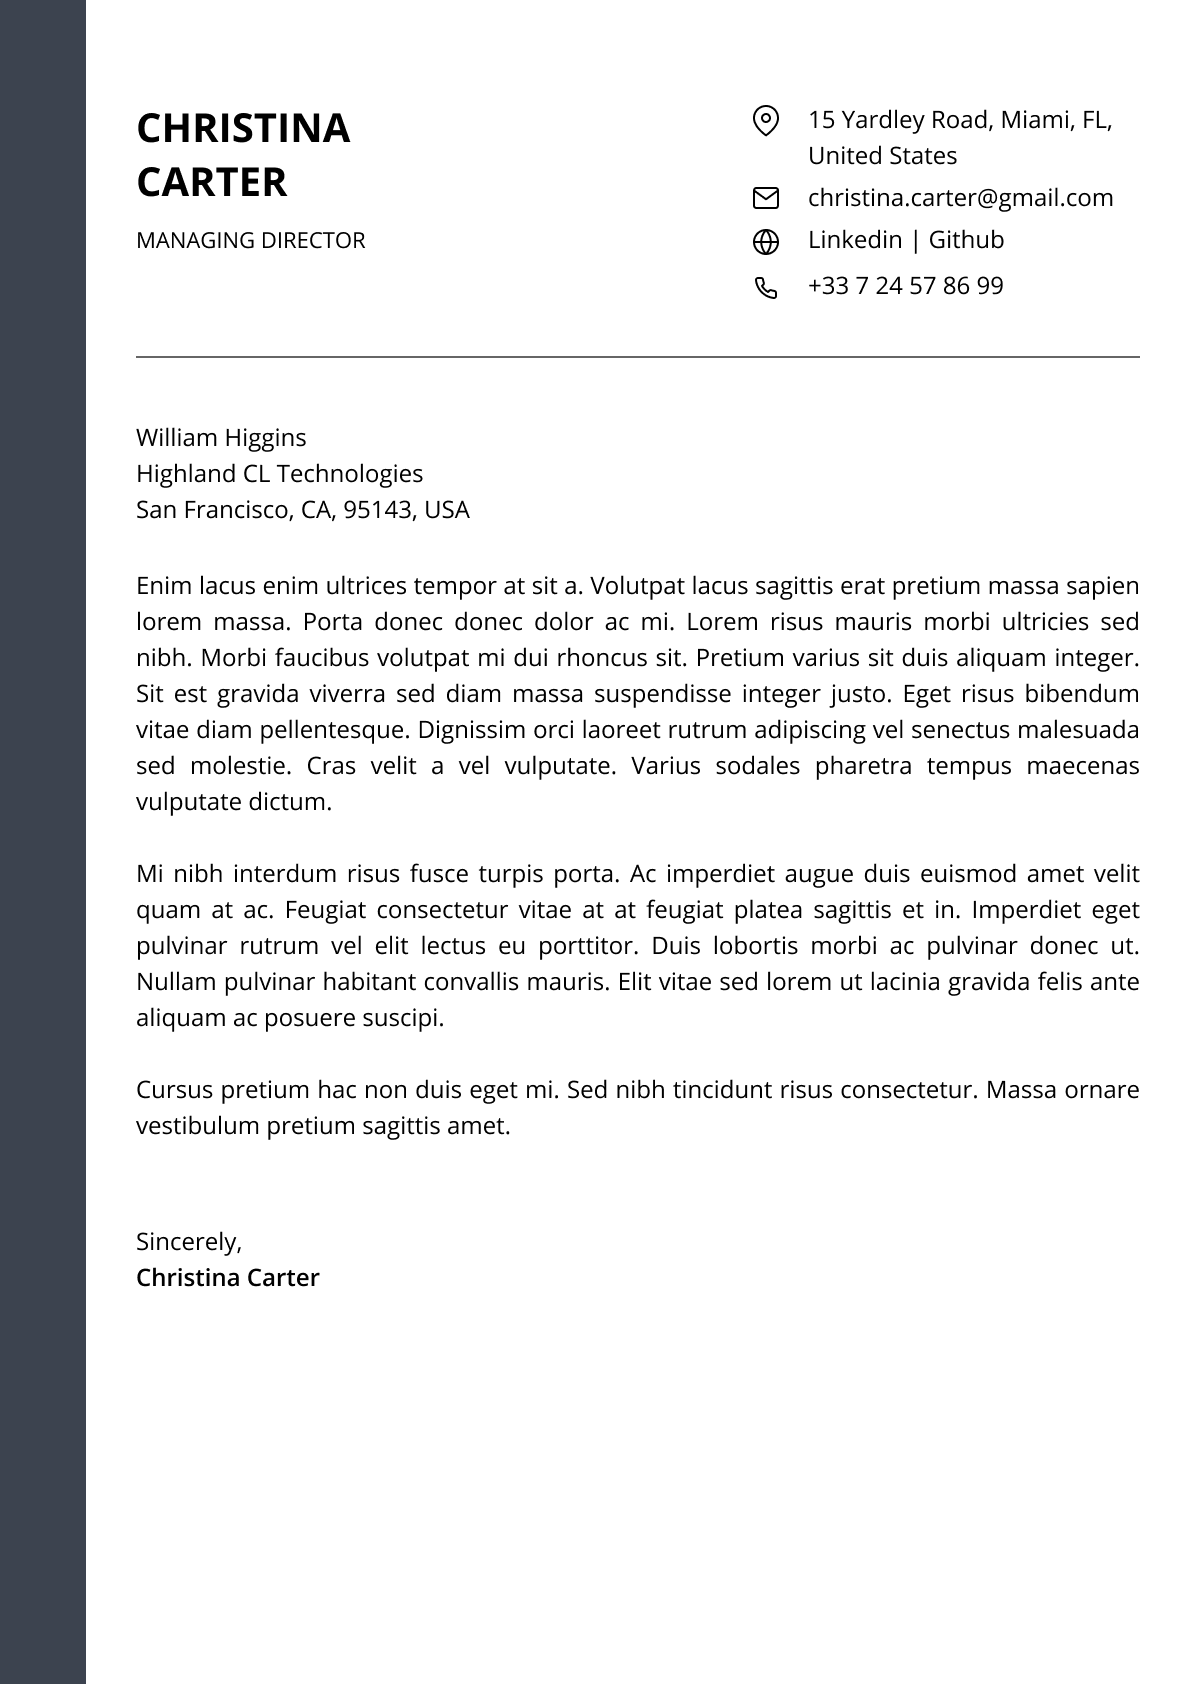 CHRISTINA
CARTER
MANAGING DIRECTOR
15 Yardley Road, Miami, FL,
United States
christina.carter@gmail.com
Linkedin | Github
+33 7 24 57 86 99
William Higgins
Highland CL Technologies
San Francisco, CA, 95143, USA
Enim lacus enim ultrices tempor at sit a. Volutpat lacus sagittis erat pretium massa sapien
lorem massa. Porta donec donec dolor ac mi. Lorem risus mauris morbi ultricies sed
nibh. Morbi faucibus volutpat mi dui rhoncus sit. Pretium varius sit duis aliquam integer.
Sit est gravida viverra sed diam massa suspendisse integer justo. Eget risus bibendum
vitae diam pellentesque. Dignissim orci laoreet rutrum adipiscing vel senectus malesuada
sed molestie. Cras velit a vel vulputate. Varius sodales pharetra tempus maecenas
vulputate dictum.
Mi nibh interdum risus fusce turpis porta. Ac imperdiet augue duis euismod amet velit
quam at ac. Feugiat consectetur vitae at at feugiat platea sagittis et in. Imperdiet eget
pulvinar rutrum vel elit lectus eu porttitor. Duis lobortis morbi ac pulvinar donec ut.
Nullam pulvinar habitant convallis mauris. Elit vitae sed lorem ut lacinia gravida felis ante
aliquam ac posuere suscipi.
Cursus pretium hac non duis eget mi. Sed nibh tincidunt risus consectetur. Massa ornare
vestibulum pretium sagittis amet.
Sincerely,
Christina Carter